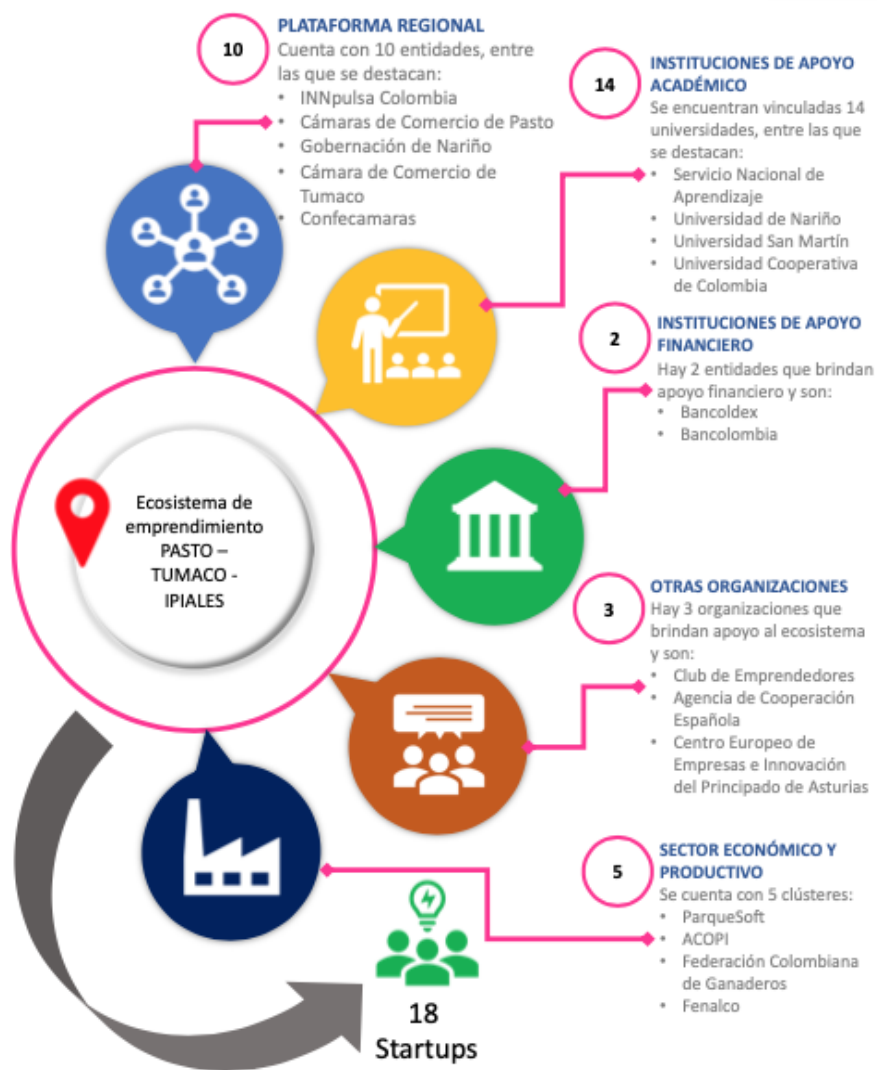 10
PLATAFORMA REGIONAL
Cuenta con 10 entidades, entre
las que se destacan:
• INNpulsa Colombia
• Cámaras de Comercio de Pasto
• Gobernación de Nariño
• Cámara de Comercio de
Tumaco
• Confecamaras
14
INSTITUCIONES DE APOYO
ACADÉMICO
Se encuentran vinculadas 14
universidades, entre las que
se destacan:
• Servicio Nacional de
Aprendizaje
• Universidad de Nariño
• Universidad San Martín
• Universidad Cooperativa
de Colombia
2
INSTITUCIONES DE APOYO
FINANCIERO
Hay 2 entidades que brindan
apoyo financiero y son:
• Bancoldex
• Bancolombia
Ecosistema de
emprendimiento
PASTO –
TUMACO -
IPIALES
3
OTRAS ORGANIZACIONES
Hay 3 organizaciones que
brindan apoyo al ecosistema
y son:
• Club de Emprendedores
• Agencia de Cooperación
Española
• Centro Europeo de
Empresas e Innovación
del Principado de Asturias
5
SECTOR ECONÓMICO Y
PRODUCTIVO
Se cuenta con 5 clústeres:
• ParqueSoft
• ACOPI
• Federación Colombiana
de Ganaderos
• Fenalco
18
Startups